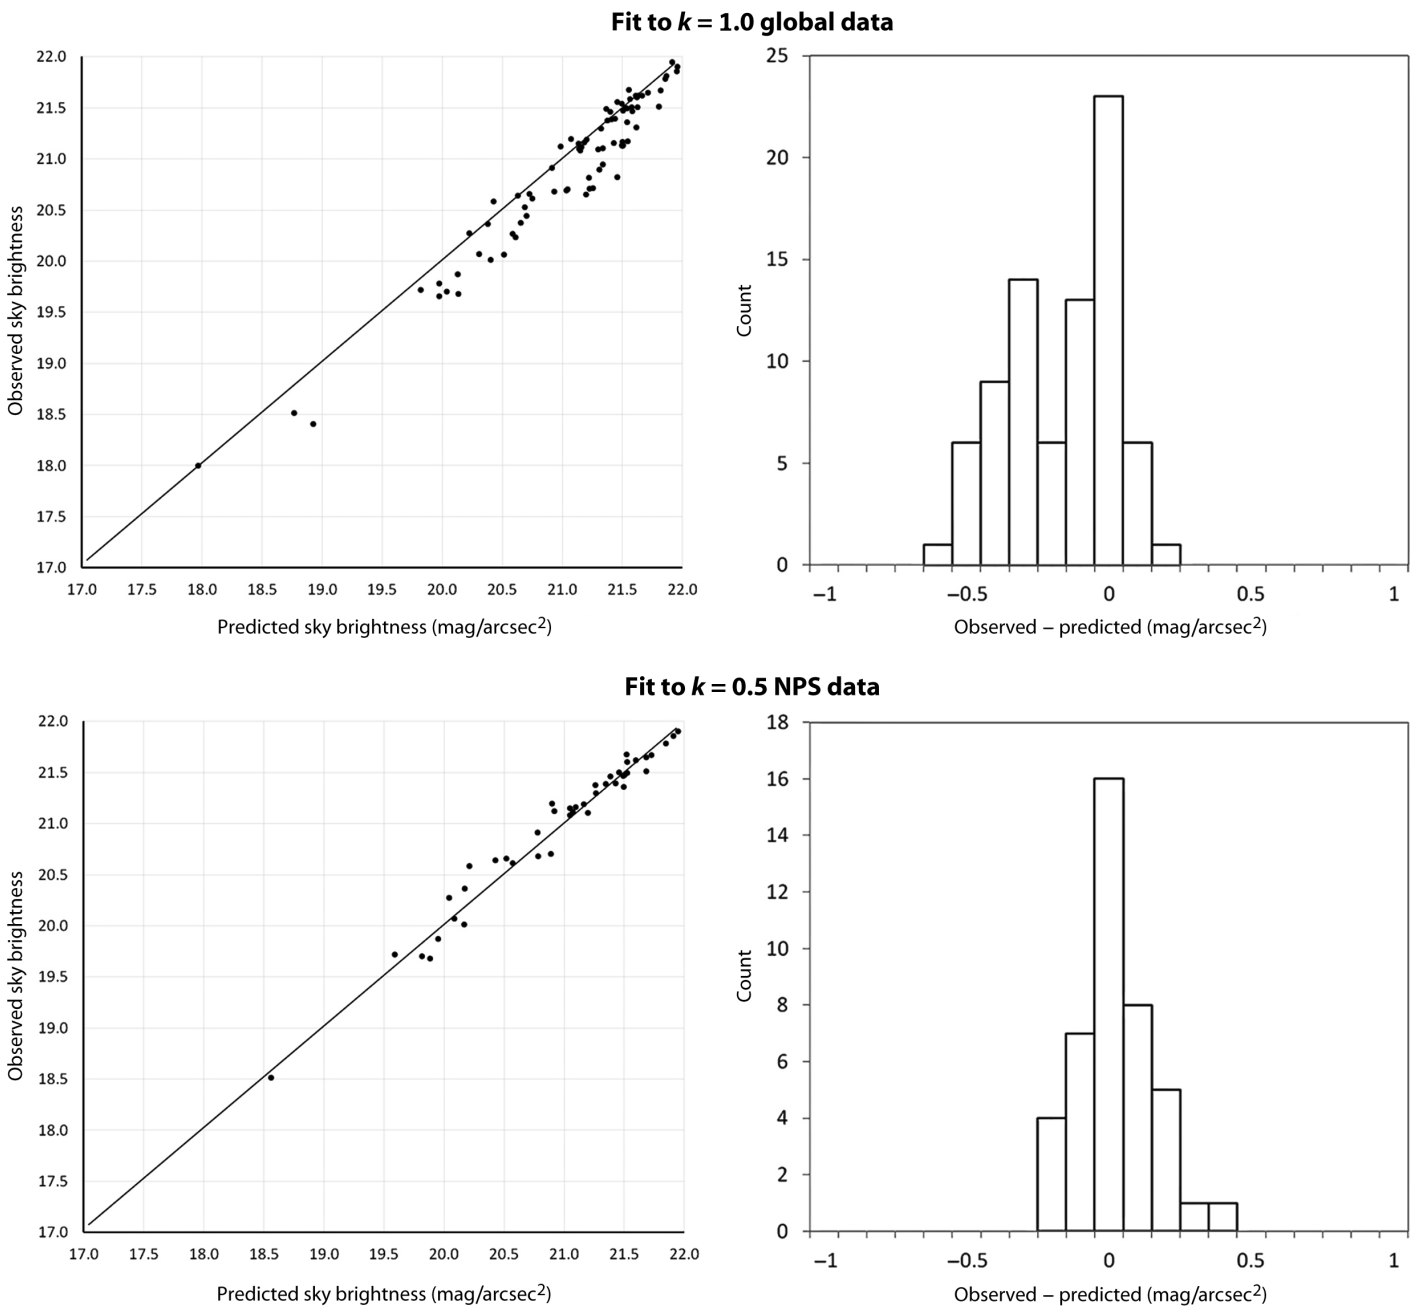 Fit to k = 1.0 global data
22.0
21.5
21.0
20.5
20.0
19.5
19.0
18.5
18.0
17.5
17.0
Observed sky brightness
17.0 17.5 18.0 18.5 19.0 19.5 20.0 20.5 21.0 21.5 22.0
Predicted sky brightness (mag/arcsec²)
25
20
15
10
5
0
Count
–1 –0.5 0 0.5 1
Observed – predicted (mag/arcsec²)
Fit to k = 0.5 NPS data
22.0
21.5
21.0
20.5
20.0
19.5
19.0
18.5
18.0
17.5
17.0
Observed sky brightness
17.0 17.5 18.0 18.5 19.0 19.5 20.0 20.5 21.0 21.5 22.0
Predicted sky brightness (mag/arcsec²)
18
16
14
12
10
8
6
4
2
0
Count
–1 –0.5 0 0.5 1
Observed – predicted (mag/arcsec²)